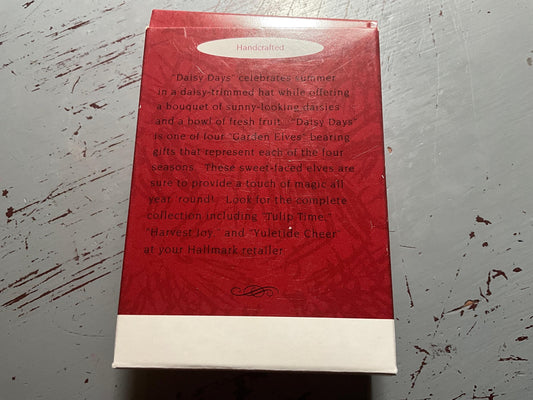 Handcrafted
"Daisy Days" celebrates summer
in a daisy-trimmed hat while offering
a bouquet of sunny-looking daisies
and a bowl of fresh fruit. "Daisy Days"
is one of four "Garden Elves" bearing
gifts that represent each of the four
seasons. These sweet-faced elves are
sure to provide a touch of magic all
year 'round! Look for the complete
collection including "Tulip Time,"
"Harvest Joy" and "Yuletide Cheer"
at your Hallmark retailer.